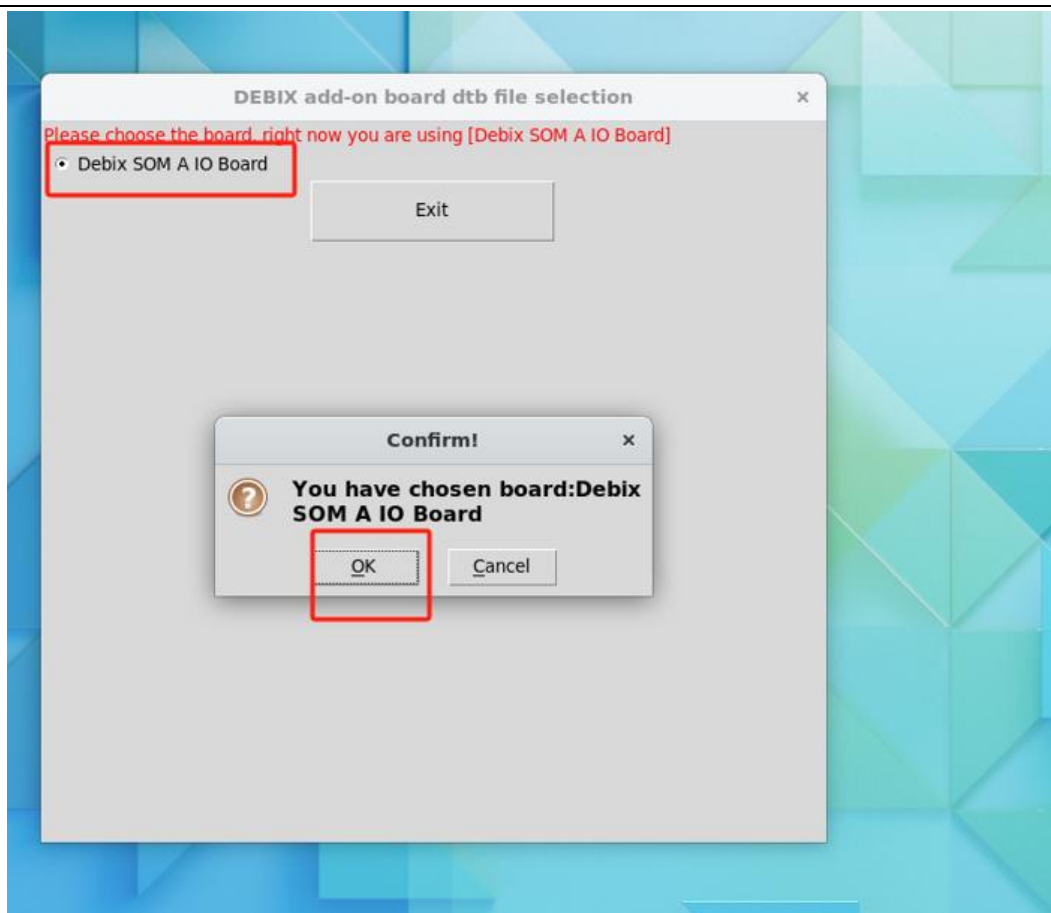 DEBIX add-on board dtb file selection ×
Please choose the board, right now you are using [Debix SOM A IO Board]
Debix SOM A IO Board
Exit
Confirm! ×
You have chosen board:Debix
SOM A IO Board
OK Cancel